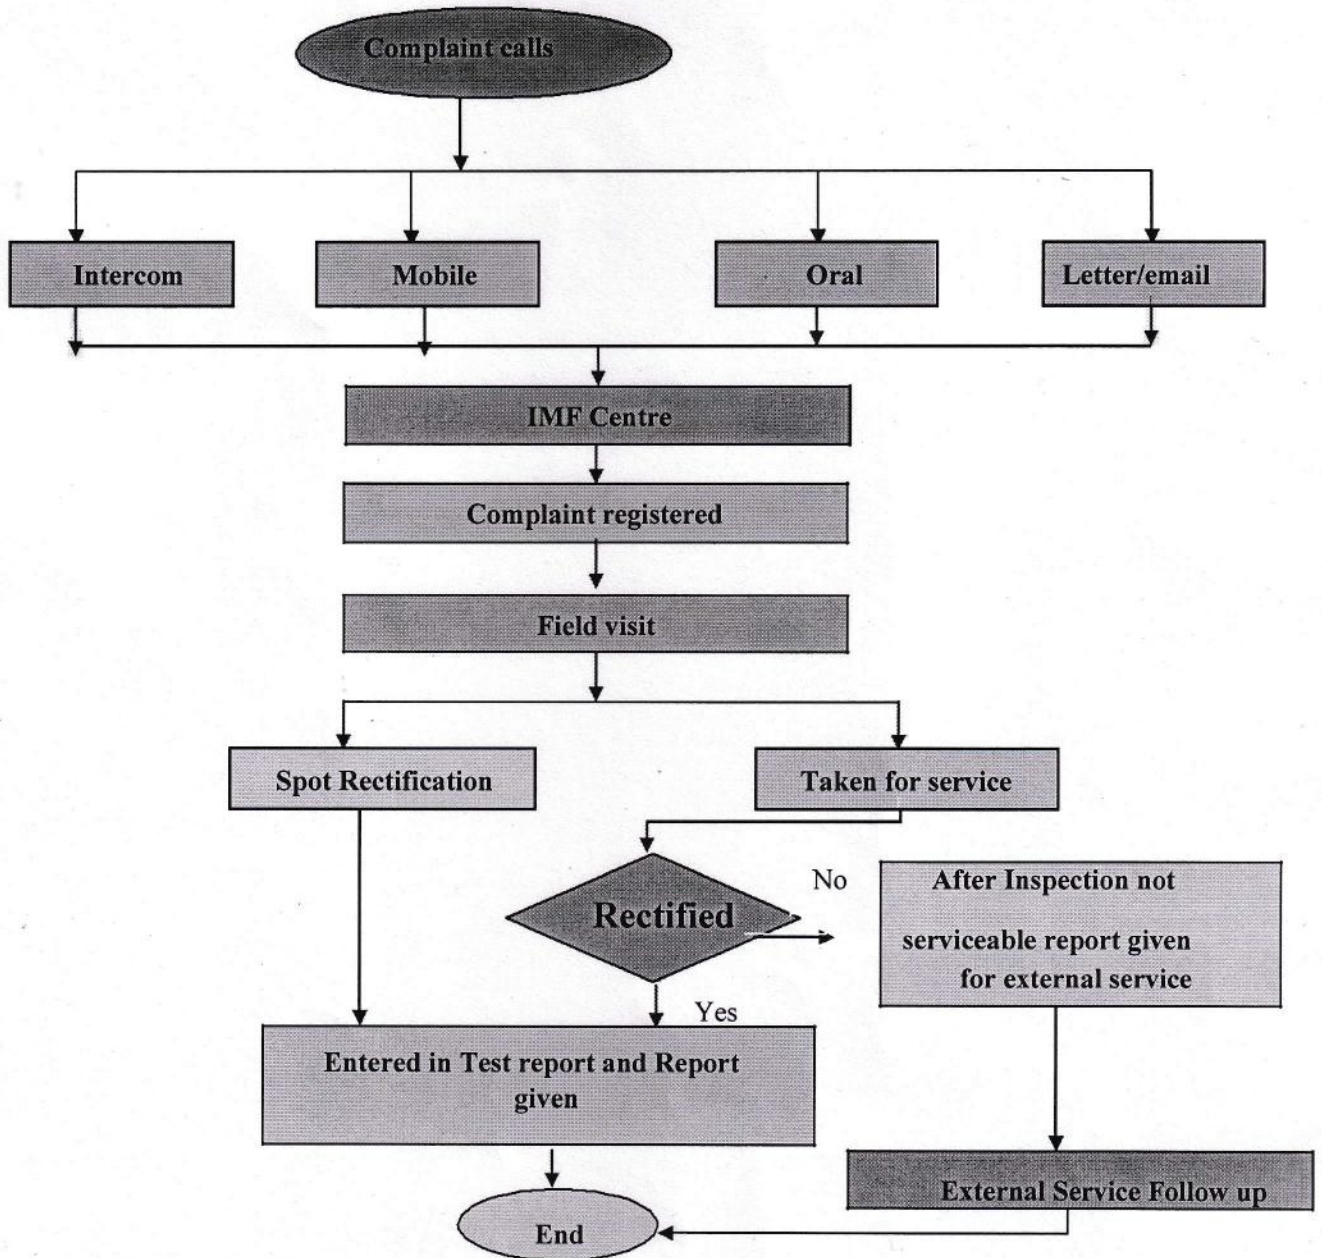 Complaint calls
Intercom
Mobile
Oral
Letter/email
IMF Centre
Complaint registered
Field visit
Spot Rectification
Taken for service
Rectified
No
After Inspection not
serviceable report given
for external service
Yes
Entered in Test report and Report
given
External Service Follow up
End